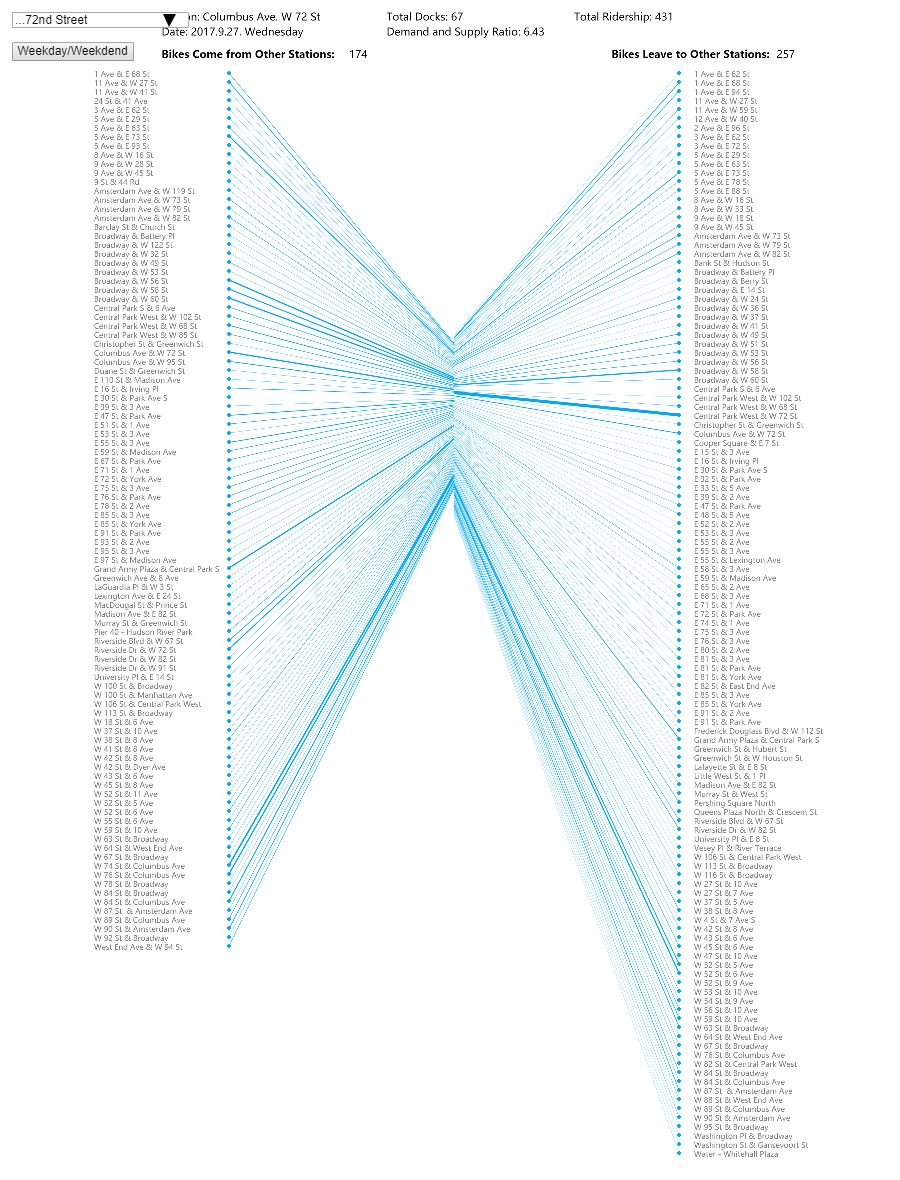 ...72nd Street
on: Columbus Ave. W 72 St
Total Docks: 67
Total Ridership: 431
Date: 2017.9.27. Wednesday
Demand and Supply Ratio: 6.43
Weekday/Weekdend
Bikes Come from Other Stations: 174
Bikes Leave to Other Stations: 257
1 Ave & E 68 St
11 Ave & W 27 St
11 Ave & W 41 St
24 St & 41 Ave
3 Ave & E 62 St
5 Ave & E 29 St
5 Ave & E 63 St
5 Ave & E 73 St
5 Ave & E 93 St
8 Ave & W 16 St
9 Ave & W 28 St
9 Ave & W 45 St
9 St & 44 Rd
Amsterdam Ave & W 119 St
Amsterdam Ave & W 73 St
Amsterdam Ave & W 79 St
Amsterdam Ave & W 82 St
Barclay St & Church St
Broadway & Battery Pl
Broadway & W 122 St
Broadway & W 32 St
Broadway & W 49 St
Broadway & W 53 St
Broadway & W 56 St
Broadway & W 58 St
Broadway & W 60 St
Central Park S & 6 Ave
Central Park West & W 102 St
Central Park West & W 68 St
Central Park West & W 85 St
Christopher St & Greenwich St
Columbus Ave & W 72 St
Columbus Ave & W 95 St
Duane St & Greenwich St
E 110 St & Madison Ave
E 16 St & Irving Pl
E 30 St & Park Ave S
E 39 St & 3 Ave
E 47 St & Park Ave
E 51 St & 1 Ave
E 53 St & 3 Ave
E 55 St & 3 Ave
E 59 St & Madison Ave
E 67 St & Park Ave
E 71 St & 1 Ave
E 72 St & York Ave
E 75 St & 3 Ave
E 76 St & Park Ave
E 78 St & 2 Ave
E 85 St & 3 Ave
E 85 St & York Ave
E 91 St & Park Ave
E 93 St & 2 Ave
E 95 St & 3 Ave
E 97 St & Madison Ave
Grand Army Plaza & Central Park S
Greenwich Ave & 8 Ave
LaGuardia Pl & W 3 St
Lexington Ave & E 24 St
MacDougal St & Prince St
Madison Ave & E 82 St
Murray St & Greenwich St
Pier 40 - Hudson River Park
Riverside Blvd & W 67 St
Riverside Dr & W 72 St
Riverside Dr & W 82 St
Riverside Dr & W 91 St
University Pl & E 14 St
W 100 St & Broadway
W 100 St & Manhattan Ave
W 106 St & Central Park West
W 113 St & Broadway
W 18 St & 6 Ave
W 37 St & 10 Ave
W 38 St & 8 Ave
W 41 St & 8 Ave
W 42 St & 8 Ave
W 42 St & Dyer Ave
W 43 St & 6 Ave
W 45 St & 8 Ave
W 52 St & 11 Ave
W 52 St & 5 Ave
W 52 St & 6 Ave
W 55 St & 6 Ave
W 59 St & 10 Ave
W 63 St & Broadway
W 64 St & West End Ave
W 67 St & Broadway
W 74 St & Columbus Ave
W 76 St & Columbus Ave
W 78 St & Broadway
W 84 St & Broadway
W 84 St & Columbus Ave
W 87 St & Amsterdam Ave
W 89 St & Columbus Ave
W 90 St & Amsterdam Ave
W 92 St & Broadway
West End Ave & W 94 St
1 Ave & E 62 St
1 Ave & E 68 St
1 Ave & E 94 St
11 Ave & W 27 St
11 Ave & W 59 St
12 Ave & W 40 St
2 Ave & E 96 St
3 Ave & E 62 St
3 Ave & E 72 St
5 Ave & E 29 St
5 Ave & E 63 St
5 Ave & E 73 St
5 Ave & E 78 St
5 Ave & E 88 St
8 Ave & W 16 St
8 Ave & W 33 St
9 Ave & W 18 St
9 Ave & W 45 St
Amsterdam Ave & W 73 St
Amsterdam Ave & W 79 St
Amsterdam Ave & W 82 St
Bank St & Hudson St
Broadway & Battery Pl
Broadway & Berry St
Broadway & E 14 St
Broadway & W 24 St
Broadway & W 36 St
Broadway & W 37 St
Broadway & W 41 St
Broadway & W 49 St
Broadway & W 51 St
Broadway & W 53 St
Broadway & W 56 St
Broadway & W 58 St
Broadway & W 60 St
Central Park S & 6 Ave
Central Park West & W 102 St
Central Park West & W 68 St
Central Park West & W 72 St
Christopher St & Greenwich St
Columbus Ave & W 72 St
Cooper Square & E 7 St
E 15 St & 3 Ave
E 16 St & Irving Pl
E 30 St & Park Ave S
E 32 St & Park Ave
E 33 St & 5 Ave
E 39 St & 2 Ave
E 47 St & Park Ave
E 48 St & 5 Ave
E 52 St & 2 Ave
E 53 St & 3 Ave
E 55 St & 2 Ave
E 55 St & 3 Ave
E 55 St & Lexington Ave
E 58 St & 3 Ave
E 59 St & Madison Ave
E 65 St & 2 Ave
E 68 St & 3 Ave
E 71 St & 1 Ave
E 72 St & Park Ave
E 74 St & 1 Ave
E 75 St & 3 Ave
E 76 St & 3 Ave
E 80 St & 2 Ave
E 81 St & 3 Ave
E 81 St & Park Ave
E 81 St & York Ave
E 82 St & East End Ave
E 85 St & 3 Ave
E 85 St & York Ave
E 91 St & 2 Ave
E 91 St & Park Ave
Frederick Douglass Blvd & W 112 St
Grand Army Plaza & Central Park S
Greenwich St & Hubert St
Greenwich St & W Houston St
Lafayette St & E 8 St
Little West St & 1 Pl
Madison Ave & E 82 St
Murray St & West St
Pershing Square North
Queens Plaza North & Crescent St
Riverside Blvd & W 67 St
Riverside Dr & W 82 St
University Pl & E 8 St
Vesey Pl & River Terrace
W 106 St & Central Park West
W 113 St & Broadway
W 116 St & Broadway
W 27 St & 10 Ave
W 27 St & 7 Ave
W 37 St & 5 Ave
W 38 St & 8 Ave
W 4 St & 7 Ave S
W 42 St & 8 Ave
W 43 St & 6 Ave
W 45 St & 6 Ave
W 47 St & 10 Ave
W 52 St & 5 Ave
W 52 St & 6 Ave
W 52 St & 9 Ave
W 53 St & 10 Ave
W 54 St & 9 Ave
W 56 St & 10 Ave
W 59 St & 10 Ave
W 63 St & Broadway
W 64 St & West End Ave
W 67 St & Broadway
W 76 St & Columbus Ave
W 82 St & Central Park West
W 84 St & Broadway
W 84 St & Columbus Ave
W 87 St & Amsterdam Ave
W 88 St & West End Ave
W 89 St & Columbus Ave
W 90 St & Amsterdam Ave
W 95 St & Broadway
Washington Pl & Broadway
Washington St & Gansevoort St
Water - Whitehall Plaza